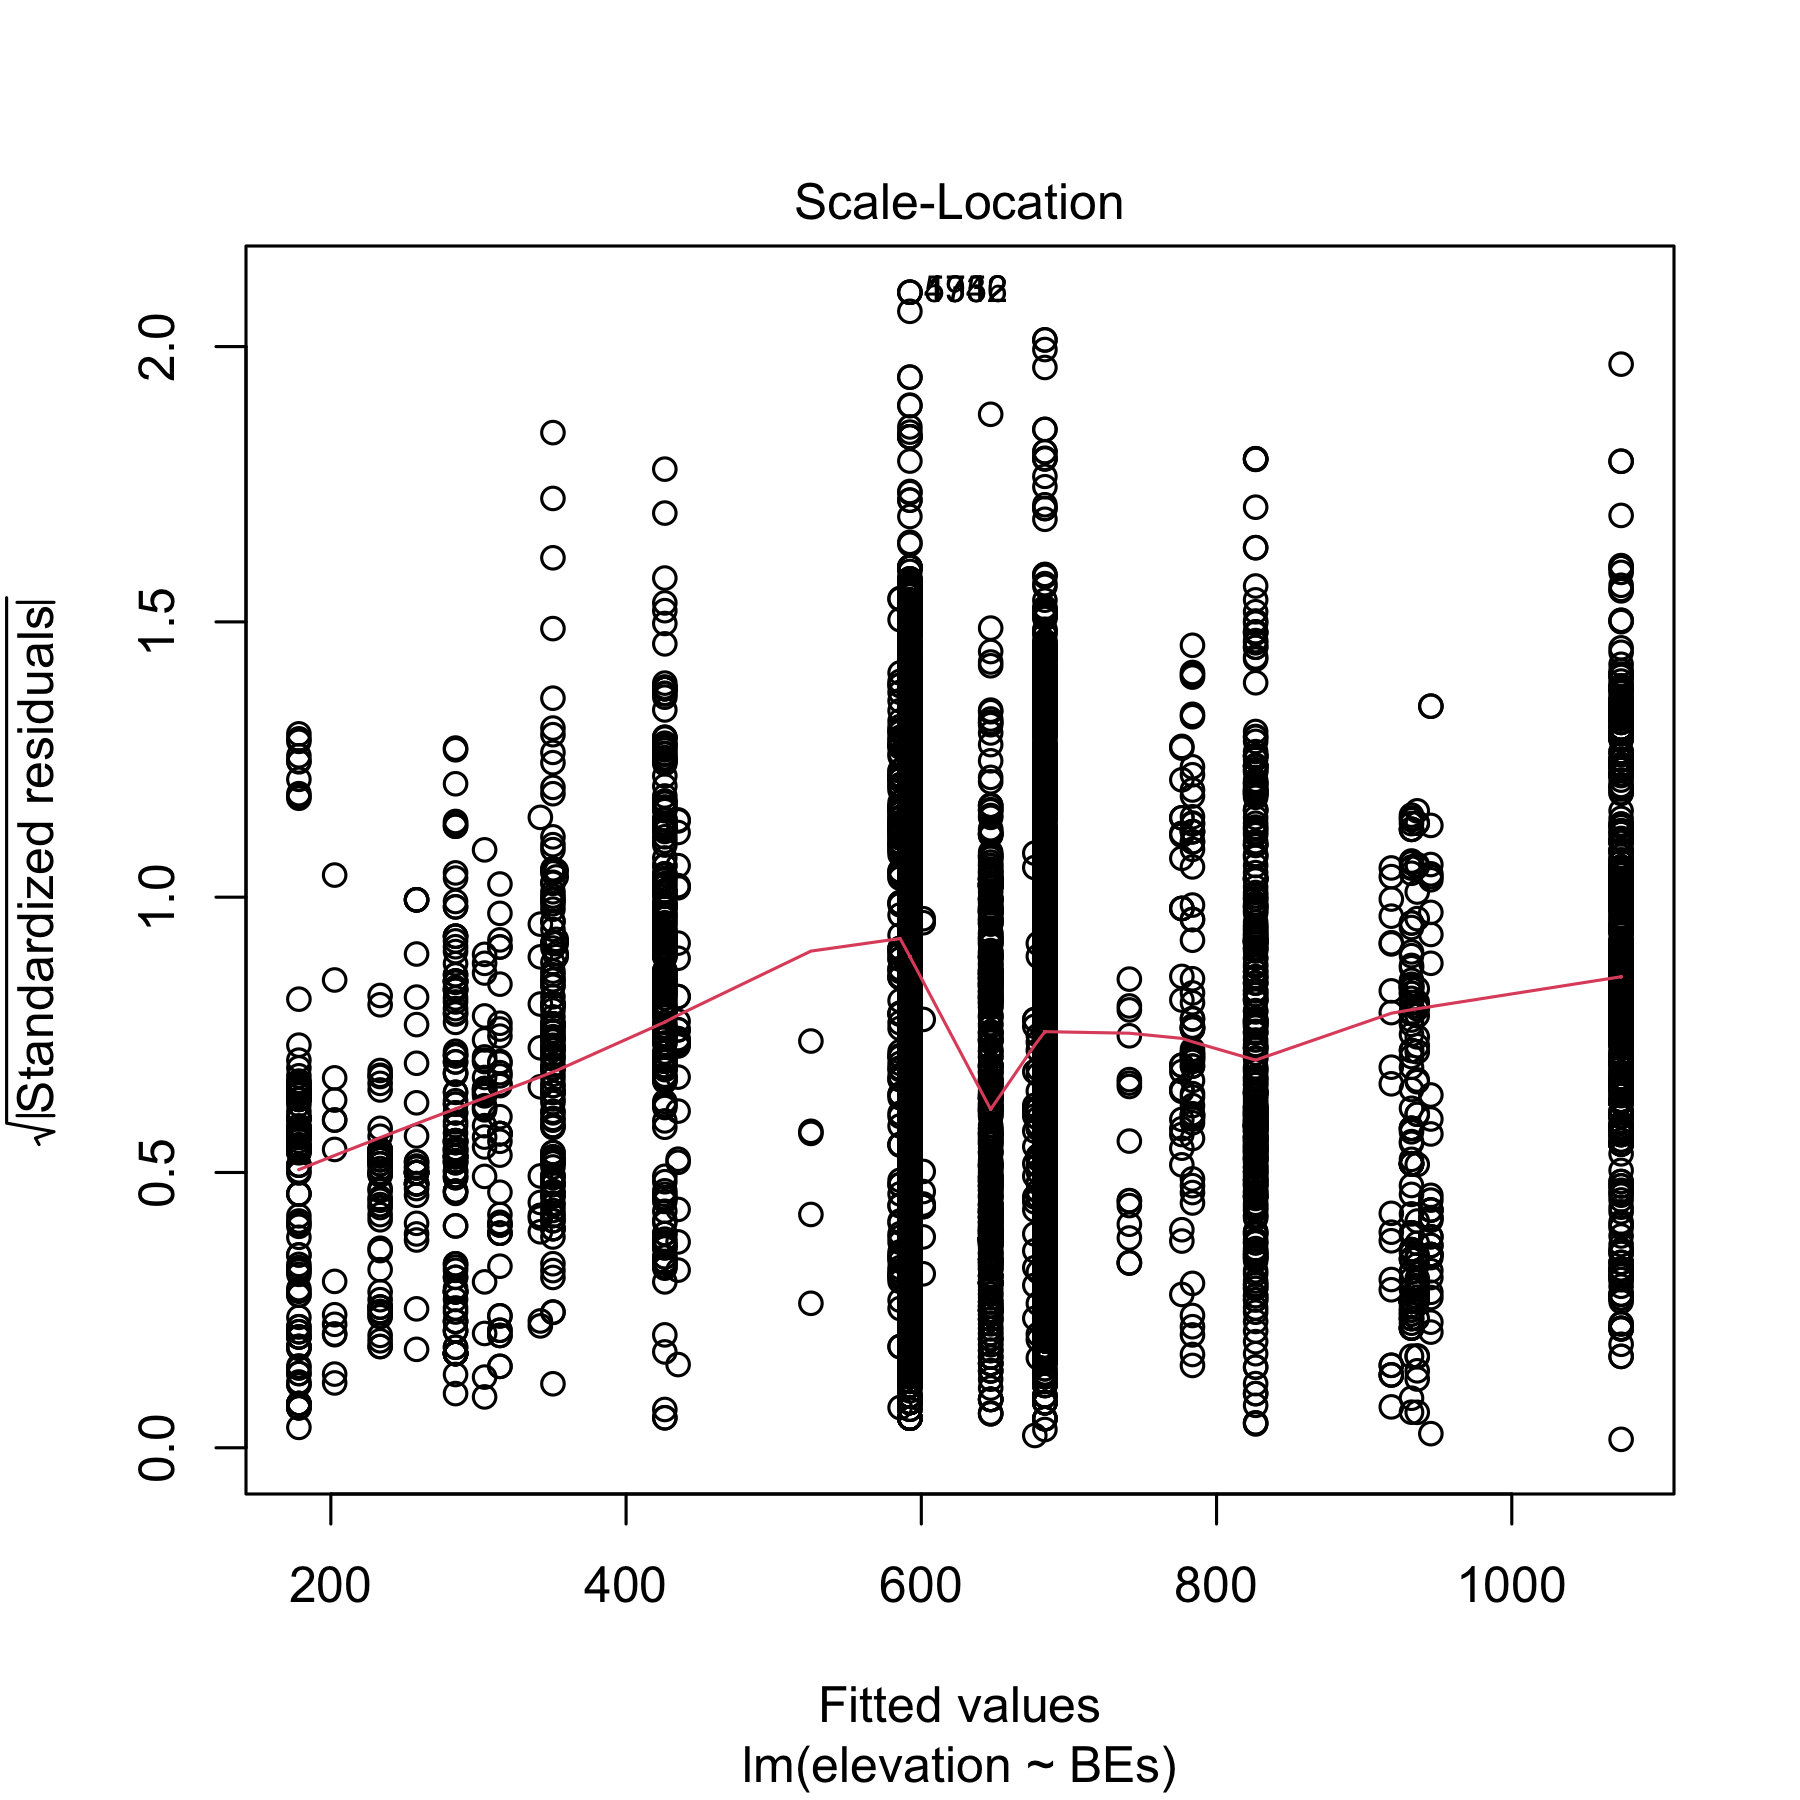 Scale-Location
2.0
1.5
1.0
0.5
0.0
√|Standardized residuals|
200 400 600 800 1000
Fitted values
lm(elevation ~ BEs)